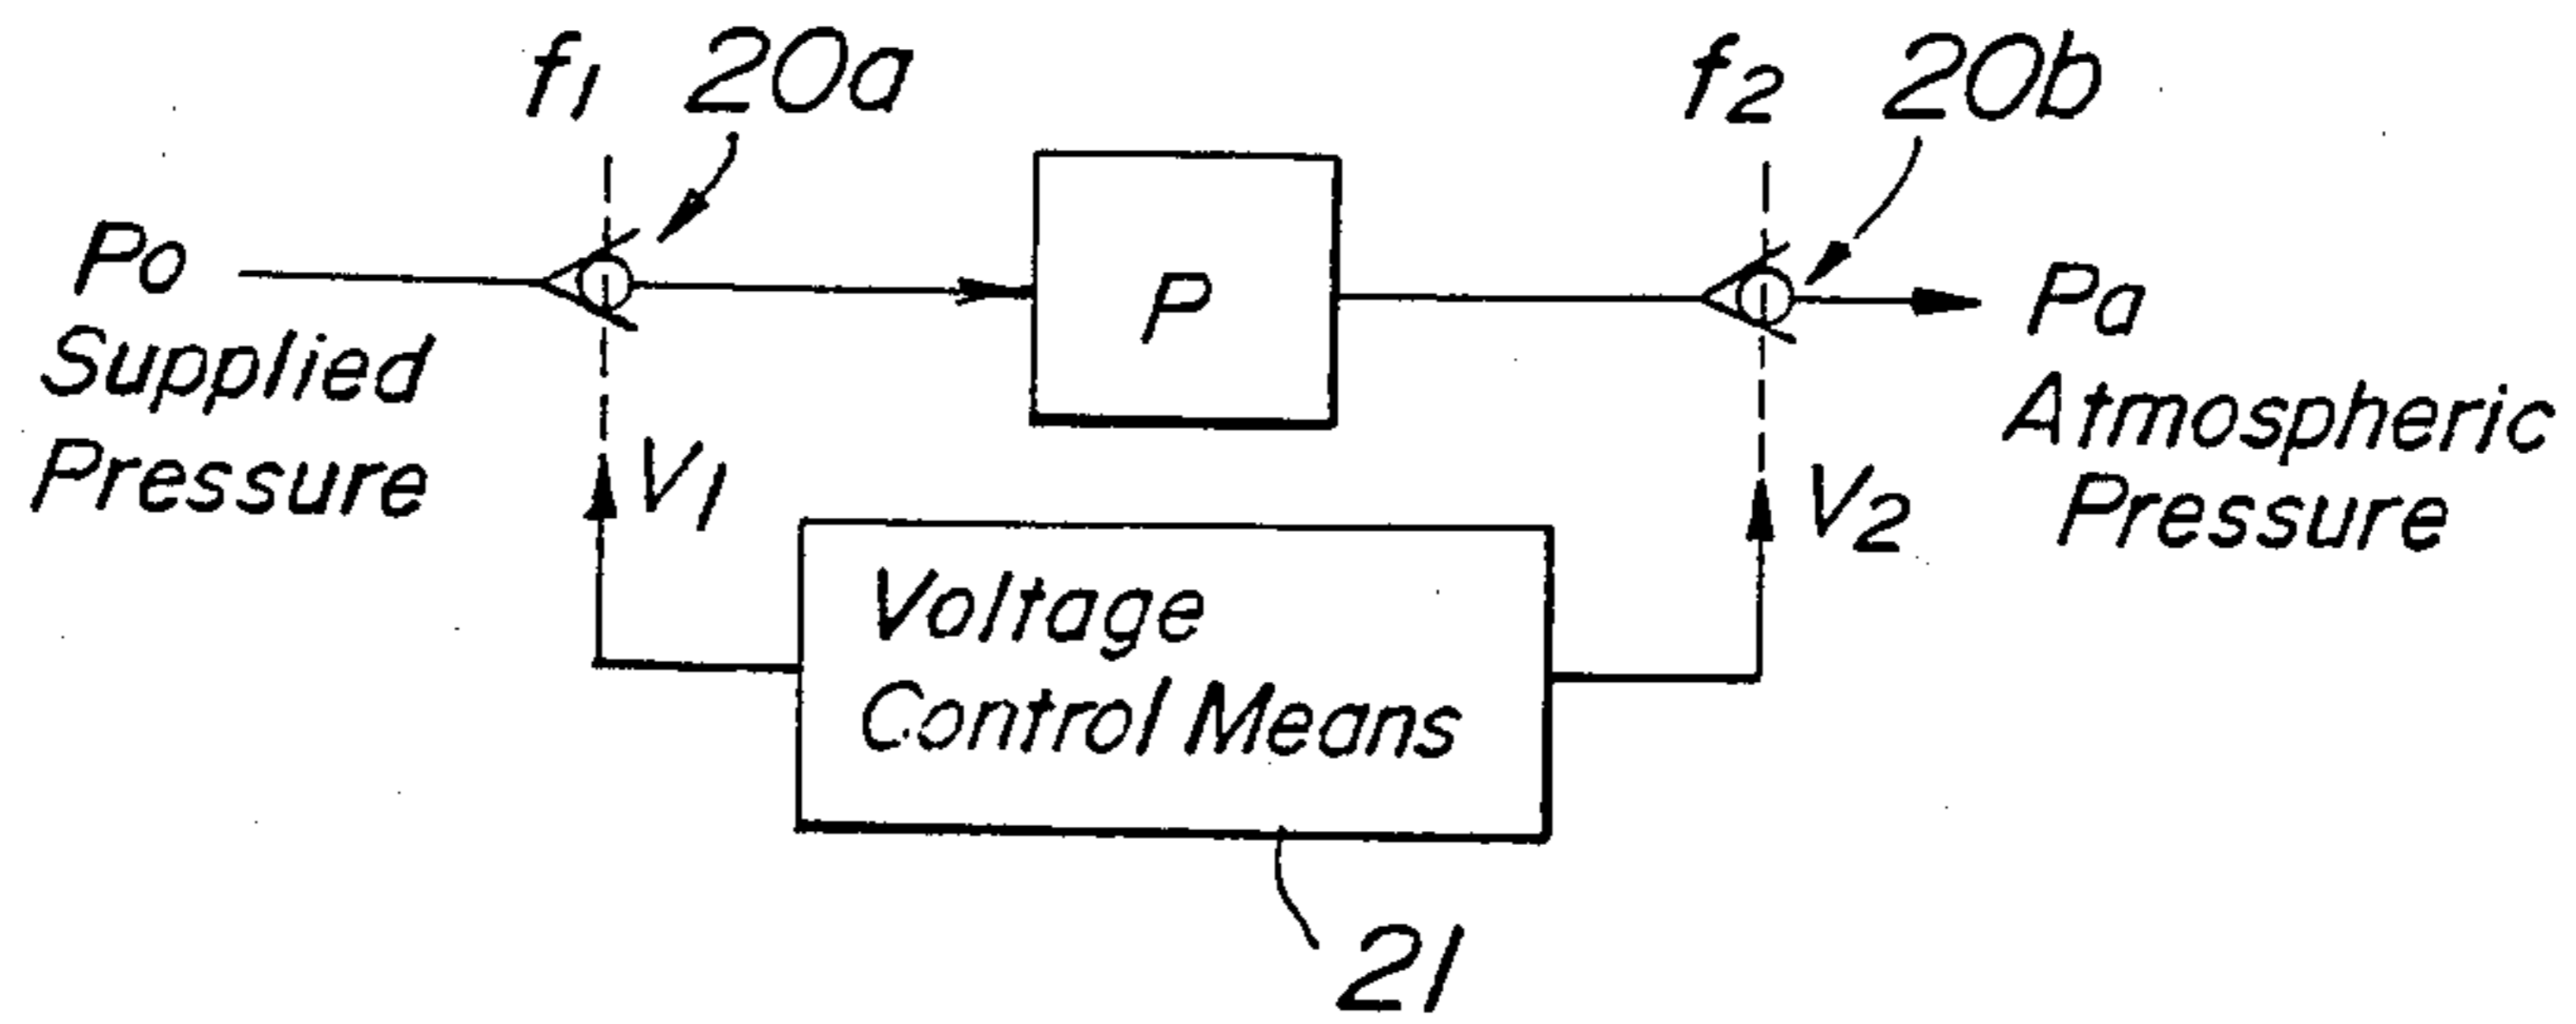 f1 20a
f2 20b
Po
Supplied
Pressure
P
Pa
Atmospheric
Pressure
V1
V2
Voltage
Control Means
21